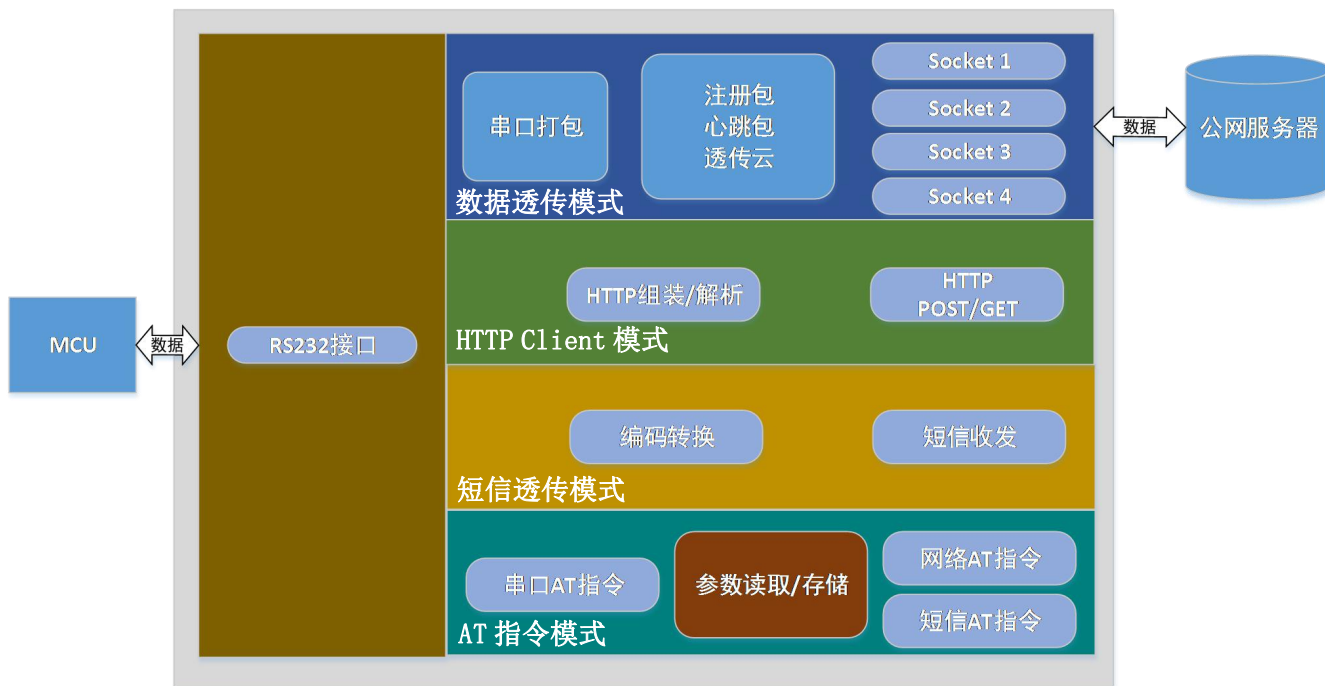 MCU
数据
RS232接口
串口打包
注册包
心跳包
透传云
Socket 1
Socket 2
Socket 3
Socket 4
数据透传模式
HTTP组装/解析
HTTP
POST/GET
HTTP Client 模式
编码转换
短信收发
短信透传模式
串口AT指令
参数读取/存储
网络AT指令
短信AT指令
AT 指令模式
数据
公网服务器